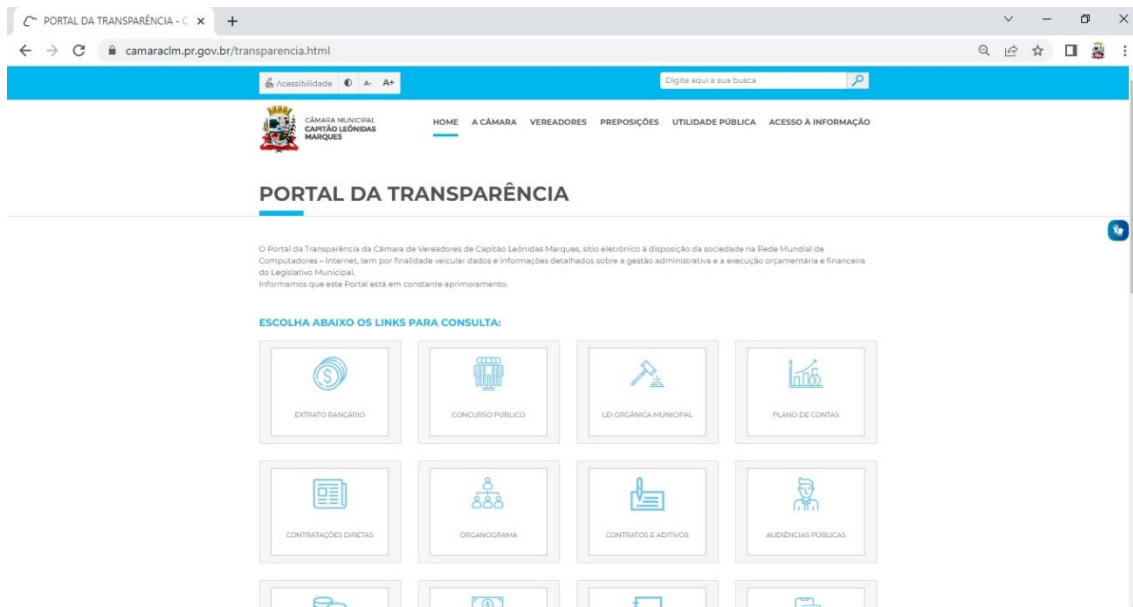 PORTAL DA TRANSPARÊNCIA - C
camaraclm.pr.gov.br/transparencia.html
Acessibilidade A- A+
Digite aqui a sua busca
CÂMARA MUNICIPAL
CAPITÃO LEÔNIDAS
MARQUES
HOME A CÂMARA VEREADORES PREPOSIÇÕES UTILIDADE PÚBLICA ACESSO À INFORMAÇÃO
PORTAL DA TRANSPARÊNCIA
O Portal da Transparência da Câmara de Vereadores de Capitão Leônidas Marques, sítio eletrônico à disposição da sociedade na Rede Mundial de
Computadores – Internet, tem por finalidade veicular dados e informações detalhados sobre a gestão administrativa e a execução orçamentária e financeira
do Legislativo Municipal.
Informamos que este Portal está em constante aprimoramento.
ESCOLHA ABAIXO OS LINKS PARA CONSULTA:
EXTRATO BANCÁRIO
CONCURSO PÚBLICO
LEI ORGÂNICA MUNICIPAL
PLANO DE CONTAS
CONTRATAÇÕES DIRETAS
ORGANOGRAMA
CONTRATOS E ADITIVOS
AUDIÊNCIAS PÚBLICAS